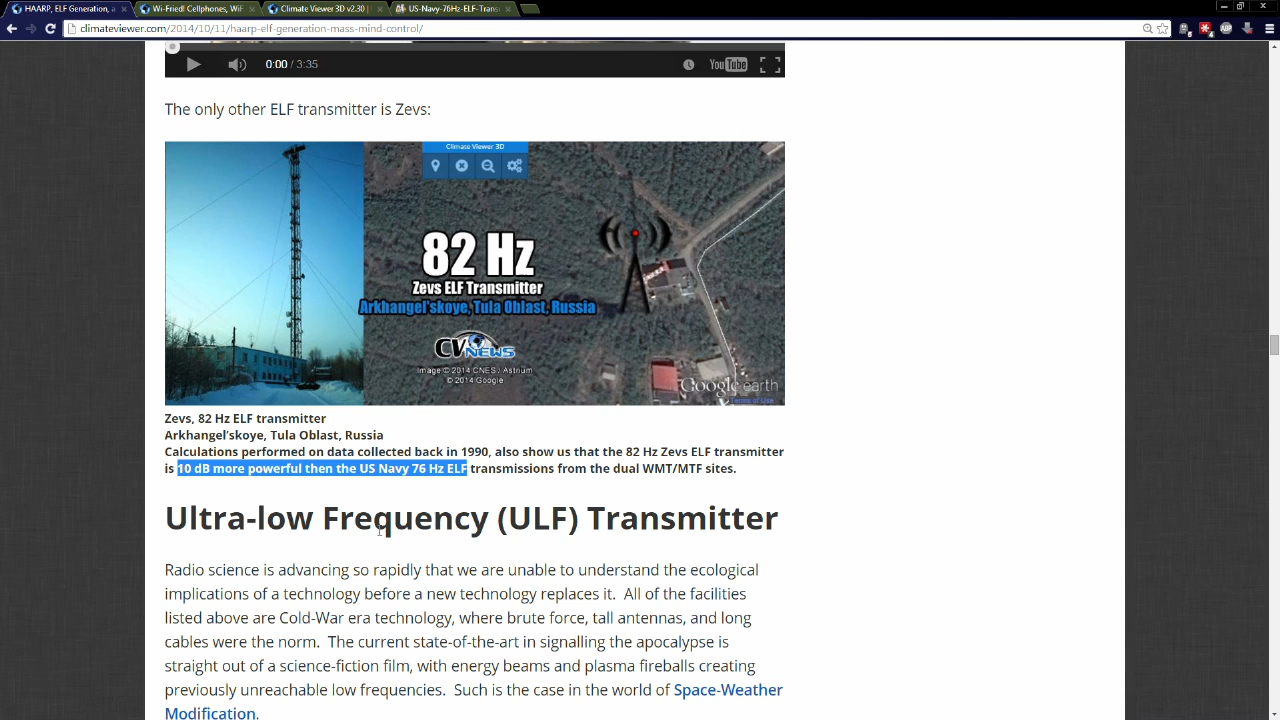 HAARP, ELF Generation, a
Wi-Fried! Cellphones, WiF
Climate Viewer 3D v2.30 |
US-Navy-76Hz-ELF-Trans
climateviewer.com/2014/10/11/haarp-elf-generation-mass-mind-control/
0:00 / 3:35
YouTube
The only other ELF transmitter is Zevs:
Climate Viewer 3D
82 Hz
Zevs ELF Transmitter
Arkhangel'skoye, Tula Oblast, Russia
CV NEWS
Image © 2014 CNES / Astrium
© 2014 Google
Google earth
Terms of Use
Zevs, 82 Hz ELF transmitter
Arkhangel’skoye, Tula Oblast, Russia
Calculations performed on data collected back in 1990, also show us that the 82 Hz Zevs ELF transmitter
is 10 dB more powerful then the US Navy 76 Hz ELF transmissions from the dual WMT/MTF sites.
Ultra-low Frequency (ULF) Transmitter
Radio science is advancing so rapidly that we are unable to understand the ecological
implications of a technology before a new technology replaces it.  All of the facilities
listed above are Cold-War era technology, where brute force, tall antennas, and long
cables were the norm.  The current state-of-the-art in signalling the apocalypse is
straight out of a science-fiction film, with energy beams and plasma fireballs creating
previously unreachable low frequencies.  Such is the case in the world of Space-Weather
Modification.